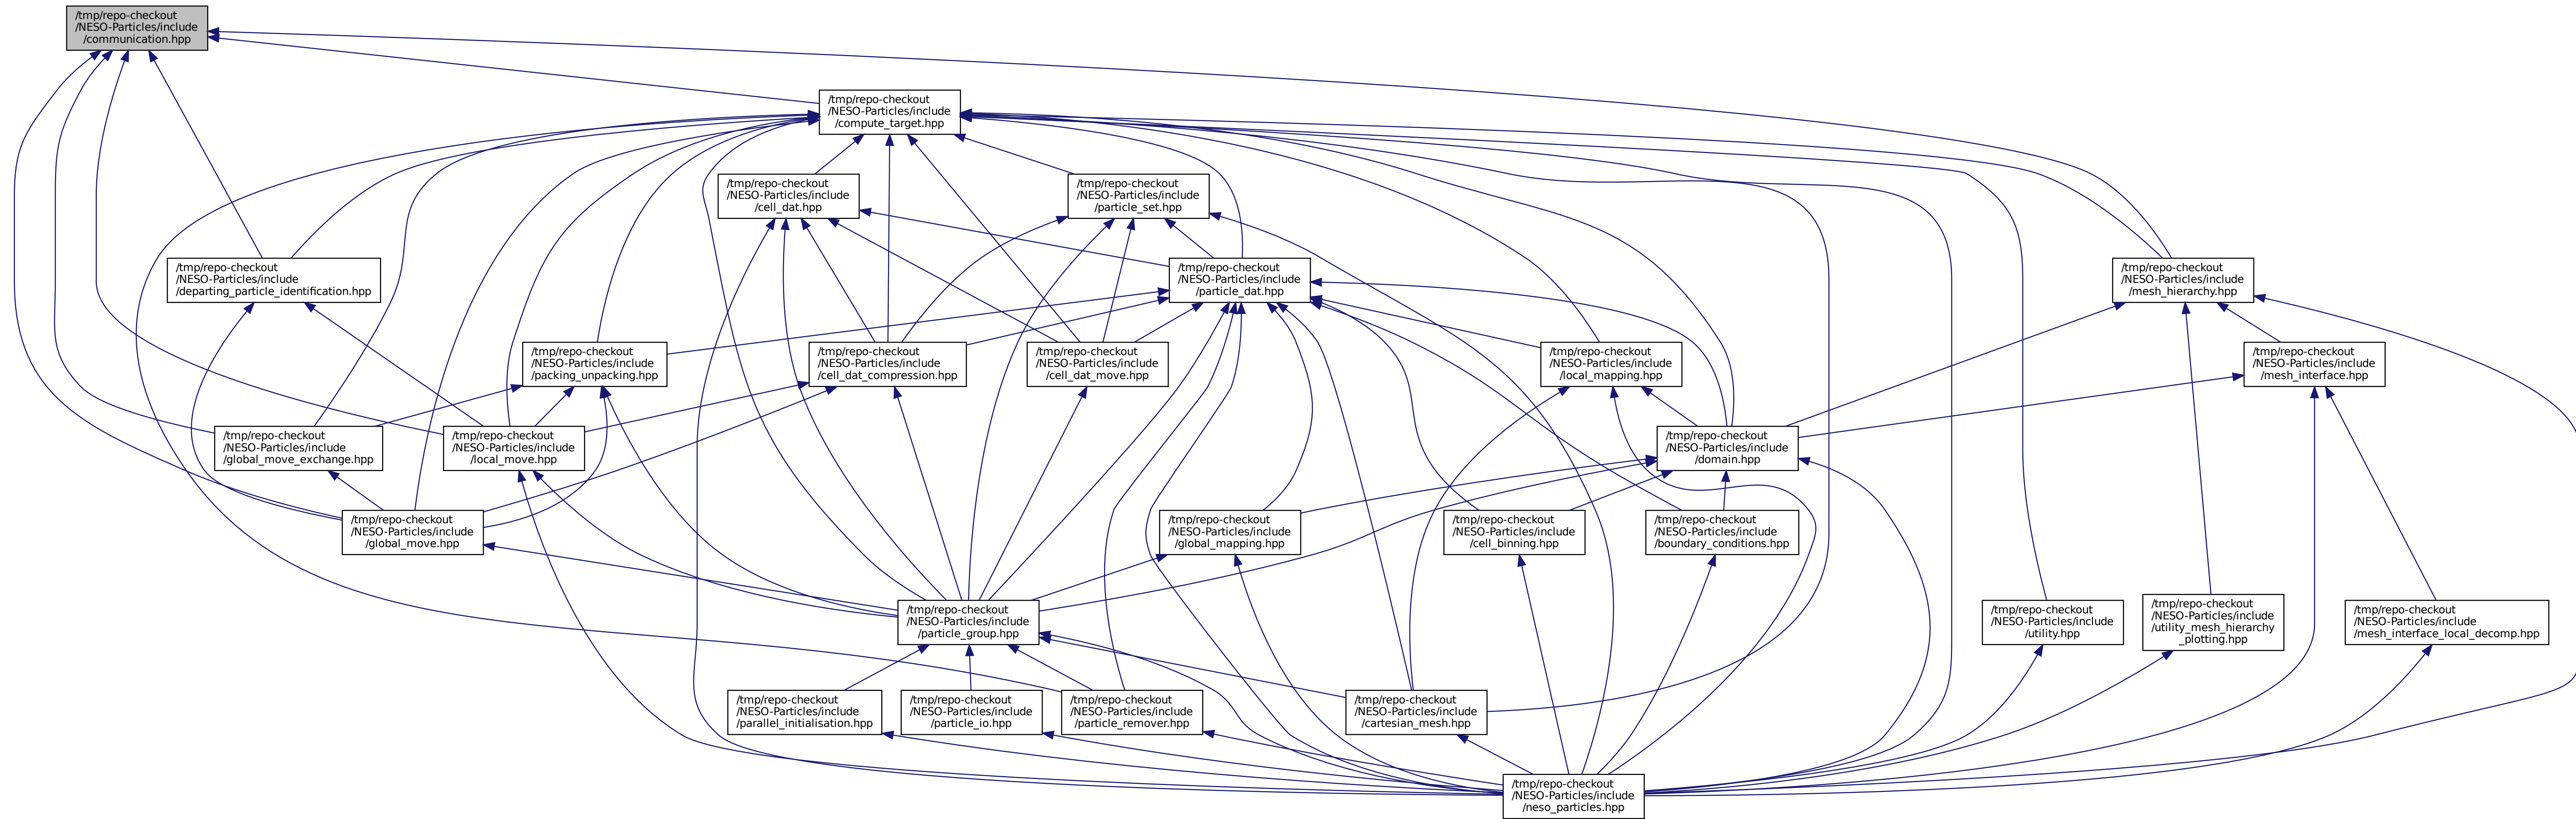 /tmp/repo-checkout
/NESO-Particles/include
/communication.hpp
/tmp/repo-checkout
/NESO-Particles/include
/compute_target.hpp
/tmp/repo-checkout
/NESO-Particles/include
/cell_dat.hpp
/tmp/repo-checkout
/NESO-Particles/include
/particle_set.hpp
/tmp/repo-checkout
/NESO-Particles/include
/departing_particle_identification.hpp
/tmp/repo-checkout
/NESO-Particles/include
/particle_dat.hpp
/tmp/repo-checkout
/NESO-Particles/include
/mesh_hierarchy.hpp
/tmp/repo-checkout
/NESO-Particles/include
/packing_unpacking.hpp
/tmp/repo-checkout
/NESO-Particles/include
/cell_dat_compression.hpp
/tmp/repo-checkout
/NESO-Particles/include
/cell_dat_move.hpp
/tmp/repo-checkout
/NESO-Particles/include
/local_mapping.hpp
/tmp/repo-checkout
/NESO-Particles/include
/mesh_interface.hpp
/tmp/repo-checkout
/NESO-Particles/include
/global_move_exchange.hpp
/tmp/repo-checkout
/NESO-Particles/include
/local_move.hpp
/tmp/repo-checkout
/NESO-Particles/include
/domain.hpp
/tmp/repo-checkout
/NESO-Particles/include
/global_move.hpp
/tmp/repo-checkout
/NESO-Particles/include
/global_mapping.hpp
/tmp/repo-checkout
/NESO-Particles/include
/cell_binning.hpp
/tmp/repo-checkout
/NESO-Particles/include
/boundary_conditions.hpp
/tmp/repo-checkout
/NESO-Particles/include
/particle_group.hpp
/tmp/repo-checkout
/NESO-Particles/include
/utility.hpp
/tmp/repo-checkout
/NESO-Particles/include
/utility_mesh_hierarchy
_plotting.hpp
/tmp/repo-checkout
/NESO-Particles/include
/mesh_interface_local_decomp.hpp
/tmp/repo-checkout
/NESO-Particles/include
/parallel_initialisation.hpp
/tmp/repo-checkout
/NESO-Particles/include
/particle_io.hpp
/tmp/repo-checkout
/NESO-Particles/include
/particle_remover.hpp
/tmp/repo-checkout
/NESO-Particles/include
/cartesian_mesh.hpp
/tmp/repo-checkout
/NESO-Particles/include
/neso_particles.hpp